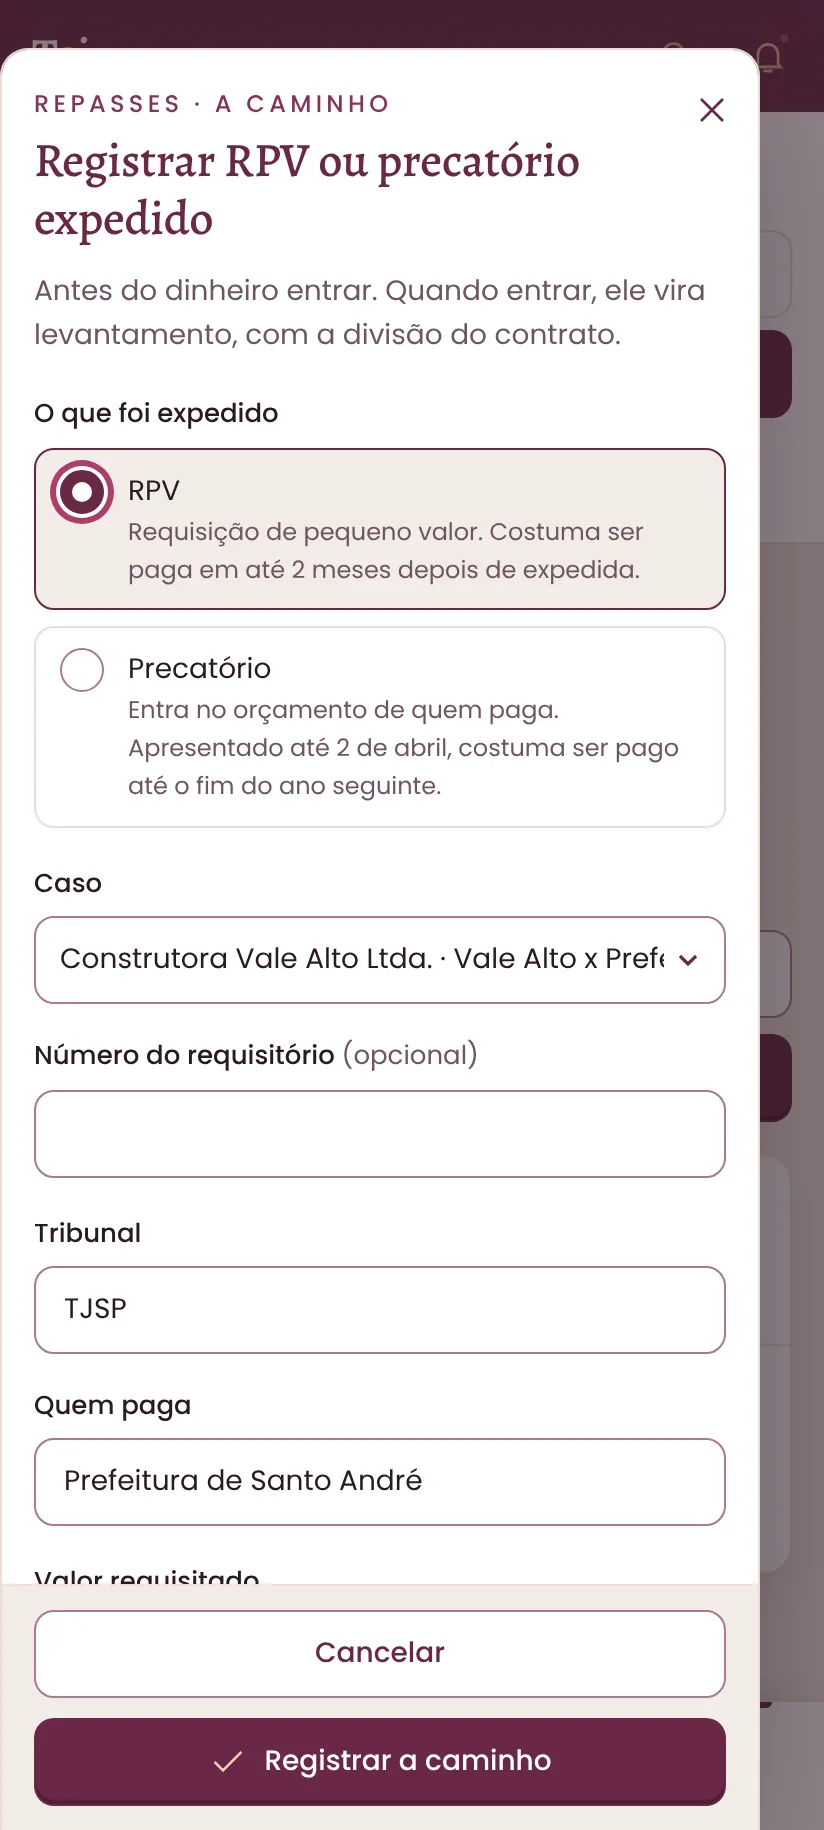 REPASSES · A CAMINHO
Registrar RPV ou precatório
expedido
Antes do dinheiro entrar. Quando entrar, ele vira
levantamento, com a divisão do contrato.
O que foi expedido
RPV
Requisição de pequeno valor. Costuma ser
paga em até 2 meses depois de expedida.
Precatório
Entra no orçamento de quem paga.
Apresentado até 2 de abril, costuma ser pago
até o fim do ano seguinte.
Caso
Construtora Vale Alto Ltda. · Vale Alto x Prefe
Número do requisitório (opcional)
Tribunal
TJSP
Quem paga
Prefeitura de Santo André
Valor requisitado
Cancelar
Registrar a caminho